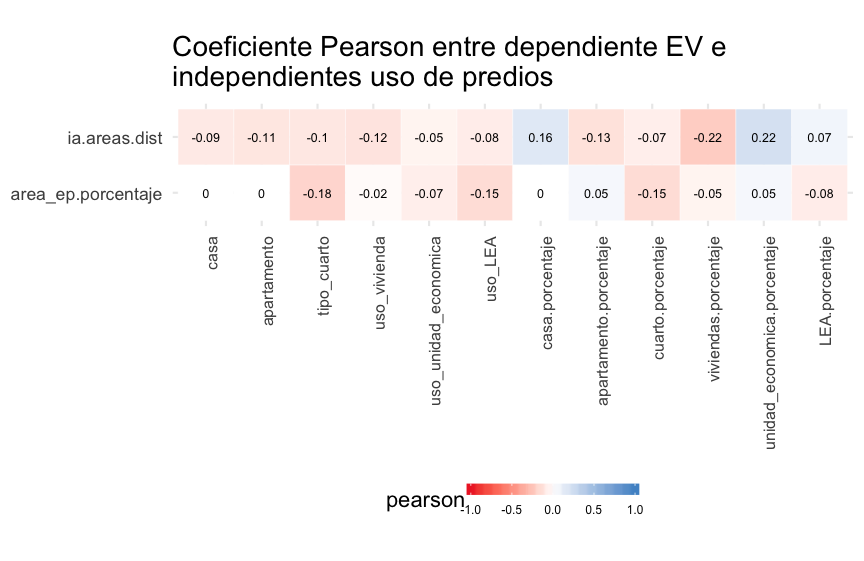 Coeficiente Pearson entre dependiente EV e
independientes uso de predios
ia.areas.dist -0.09 -0.11 -0.1 -0.12 -0.05 -0.08 0.16 -0.13 -0.07 -0.22 0.22 0.07
area_ep.porcentaje 0 0 -0.18 -0.02 -0.07 -0.15 0 0.05 -0.15 -0.05 0.05 -0.08
casa
apartamento
tipo_cuarto
uso_vivienda
uso_unidad_economica
uso_LEA
casa.porcentaje
apartamento.porcentaje
cuarto.porcentaje
viviendas.porcentaje
unidad_economica.porcentaje
LEA.porcentaje
pearson
-1.0 -0.5 0.0 0.5 1.0